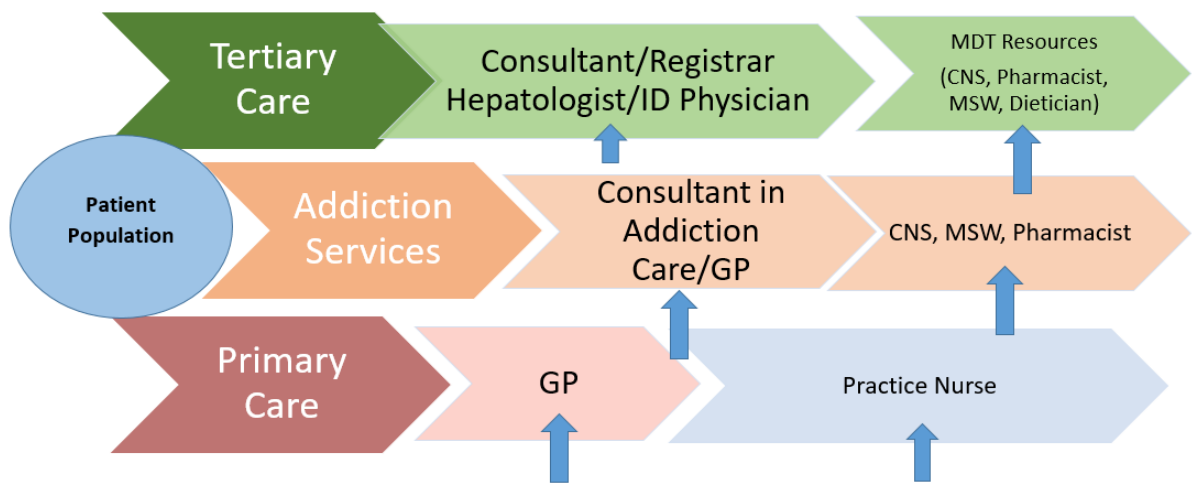 Tertiary
Care
Consultant/Registrar
Hepatologist/ID Physician
MDT Resources
(CNS, Pharmacist,
MSW, Dietician)
Patient
Population
Addiction
Services
Consultant in
Addiction
Care/GP
CNS, MSW, Pharmacist
Primary
Care
GP
Practice Nurse